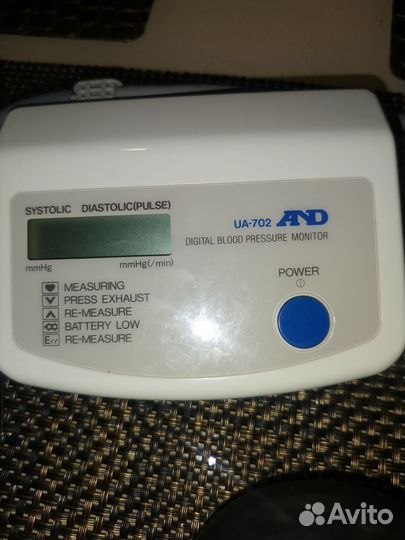 SYSTOLIC DIASTOLIC(PULSE)
mmHg mmHg(/min)
UA-702 AND
DIGITAL BLOOD PRESSURE MONITOR
POWER
MEASURING
PRESS EXHAUST
RE-MEASURE
BATTERY LOW
E// RE-MEASURE
Avito